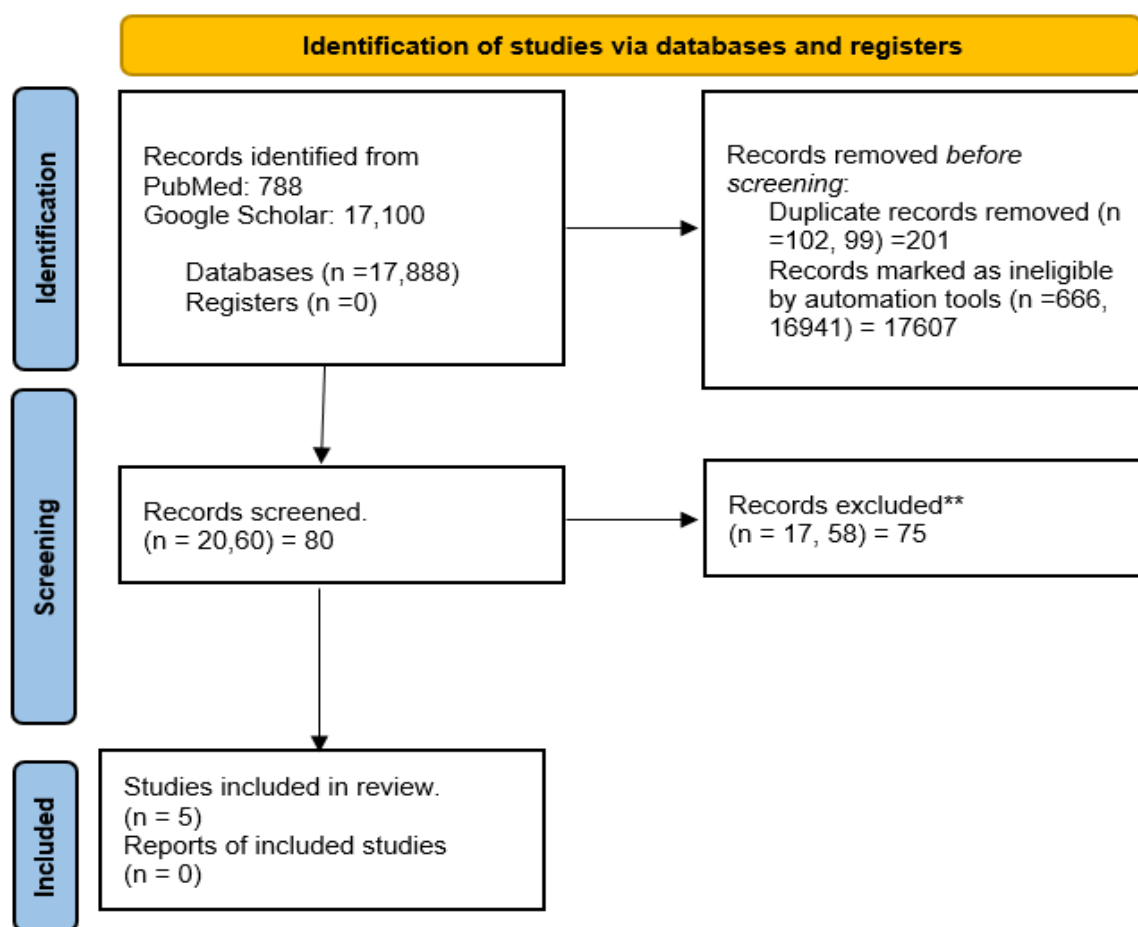 Identification of studies via databases and registers
Identification
Records identified from
PubMed: 788
Google Scholar: 17,100
Databases (n =17,888)
Registers (n =0)
Records removed before
screening:
Duplicate records removed (n
=102, 99) =201
Records marked as ineligible
by automation tools (n =666,
16941) = 17607
Screening
Records screened.
(n = 20,60) = 80
Records excluded**
(n = 17, 58) = 75
Included
Studies included in review.
(n = 5)
Reports of included studies
(n = 0)